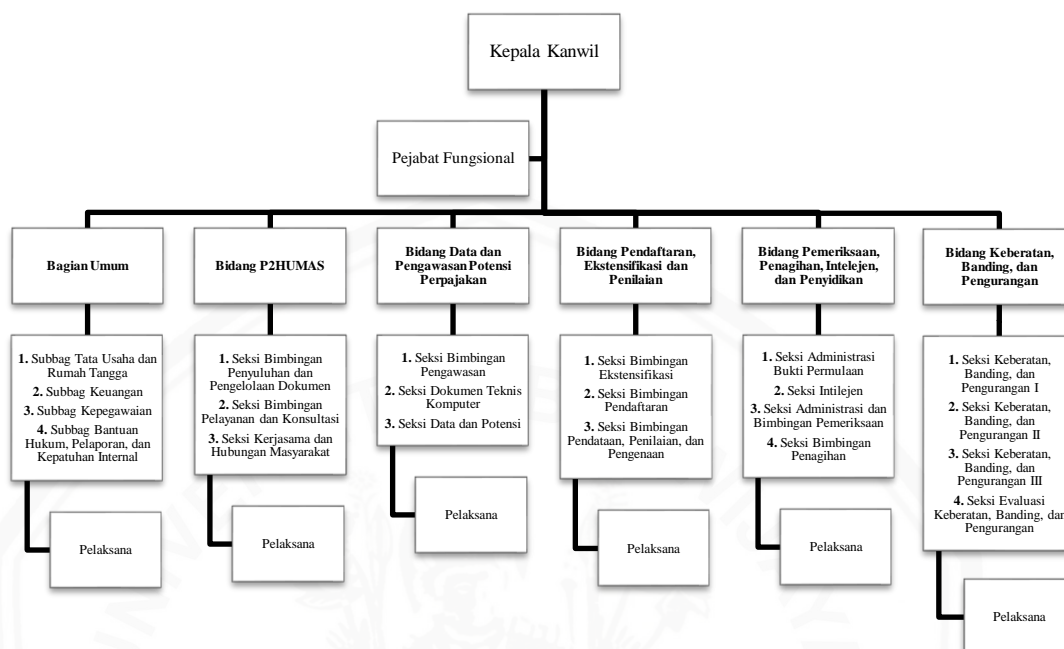 Kepala Kanwil
Pejabat Fungsional
Bagian Umum
Bidang P2HUMAS
Bidang Data dan
Pengawasan Potensi
Perpajakan
Bidang Pendaftaran,
Ekstensifikasi dan
Penilaian
Bidang Pemeriksaan,
Penagihan, Intelejen,
dan Penyidikan
Bidang Keberatan,
Banding, dan
Pengurangan
1. Subbag Tata Usaha dan
Rumah Tangga
2. Subbag Keuangan
3. Subbag Kepegawaian
4. Subbag Bantuan
Hukum, Pelaporan, dan
Kepatuhan Internal
1. Seksi Bimbingan
Penyuluhan dan
Pengelolaan Dokumen
2. Seksi Bimbingan
Pelayanan dan Konsultasi
3. Seksi Kerjasama dan
Hubungan Masyarakat
1. Seksi Bimbingan
Pengawasan
2. Seksi Dokumen Teknis
Komputer
3. Seksi Data dan Potensi
1. Seksi Bimbingan
Ekstensifikasi
2. Seksi Bimbingan
Pendaftaran
3. Seksi Bimbingan
Pendataan, Penilaian, dan
Pengenaan
1. Seksi Administrasi
Bukti Permulaan
2. Seksi Intilejen
3. Seksi Administrasi dan
Bimbingan Pemeriksaan
4. Seksi Bimbingan
Penagihan
1. Seksi Keberatan,
Banding, dan
Pengurangan I
2. Seksi Keberatan,
Banding, dan
Pengurangan II
3. Seksi Keberatan,
Banding, dan
Pengurangan III
4. Seksi Evaluasi
Keberatan, Banding, dan
Pengurangan
Pelaksana
Pelaksana
Pelaksana
Pelaksana
Pelaksana
Pelaksana